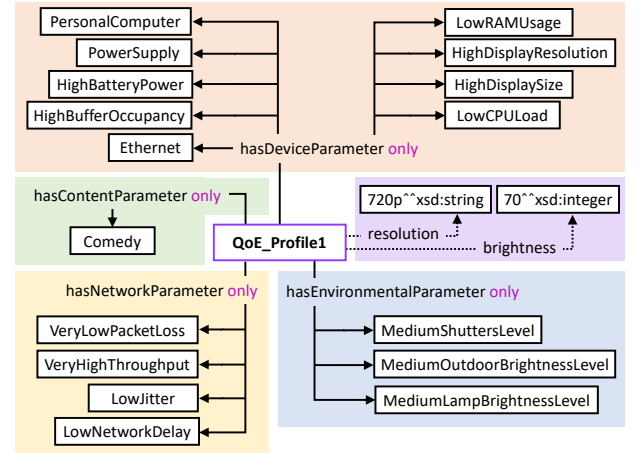 PersonalComputer
PowerSupply
HighBatteryPower
HighBufferOccupancy
Ethernet
LowRAMUsage
HighDisplayResolution
HighDisplaySize
LowCPULoad
hasDeviceParameter only
hasContentParameter only
Comedy
720p^^xsd:string
70^^xsd:integer
resolution
brightness
QoE_Profile1
hasNetworkParameter only
VeryLowPacketLoss
VeryHighThroughput
LowJitter
LowNetworkDelay
hasEnvironmentalParameter only
MediumShuttersLevel
MediumOutdoorBrightnessLevel
MediumLampBrightnessLevel